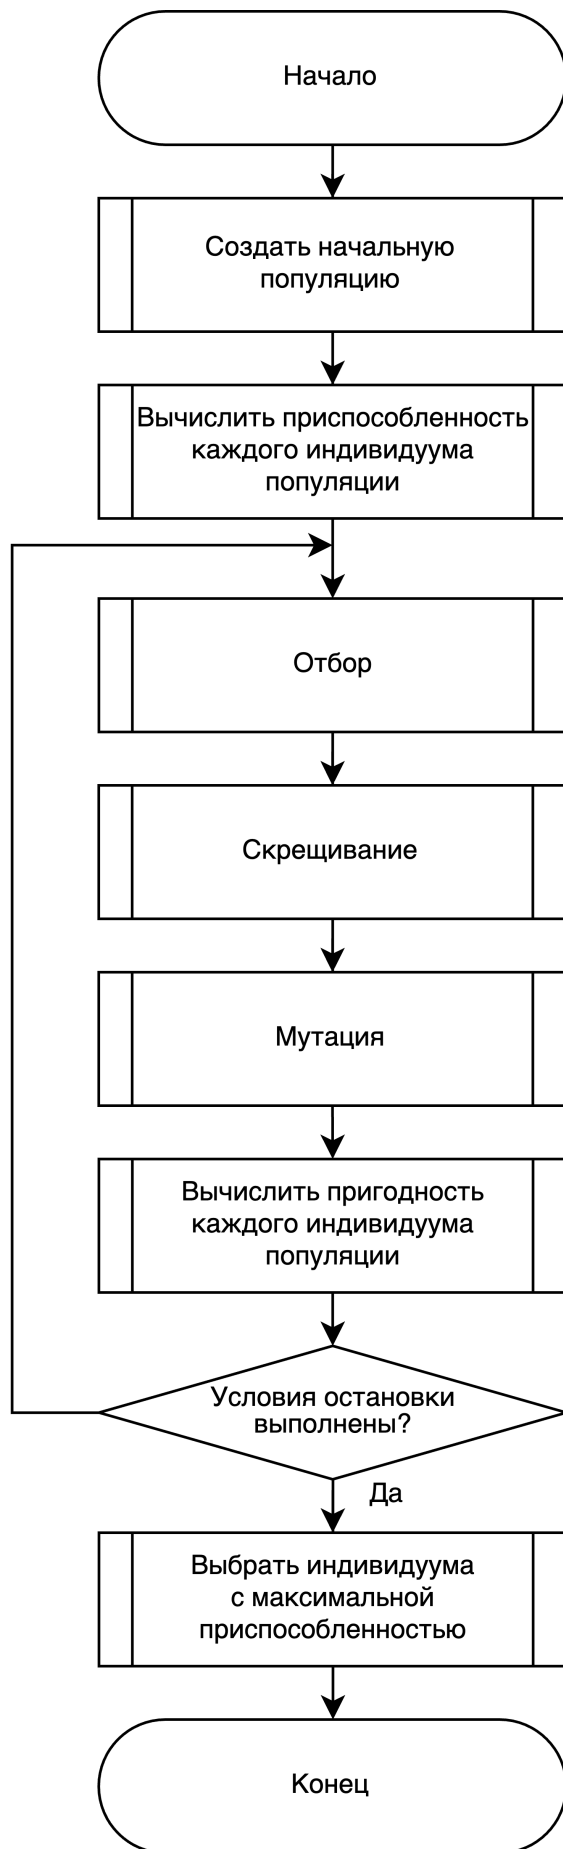 Начало
Создать начальную
популяцию
Вычислить приспособленность
каждого индивидуума
популяции
Отбор
Скрещивание
Мутация
Вычислить пригодность
каждого индивидуума
популяции
Условия остановки
выполнены?
Да
Выбрать индивидуума
с максимальной
приспособленностью
Конец